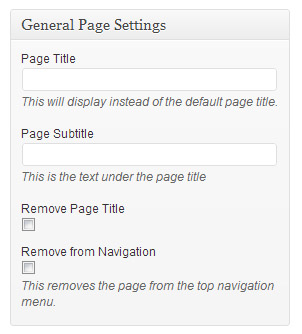 General Page Settings
Page Title
This will display instead of the default page title.
Page Subtitle
This is the text under the page title
Remove Page Title
Remove from Navigation
This removes the page from the top navigation
menu.